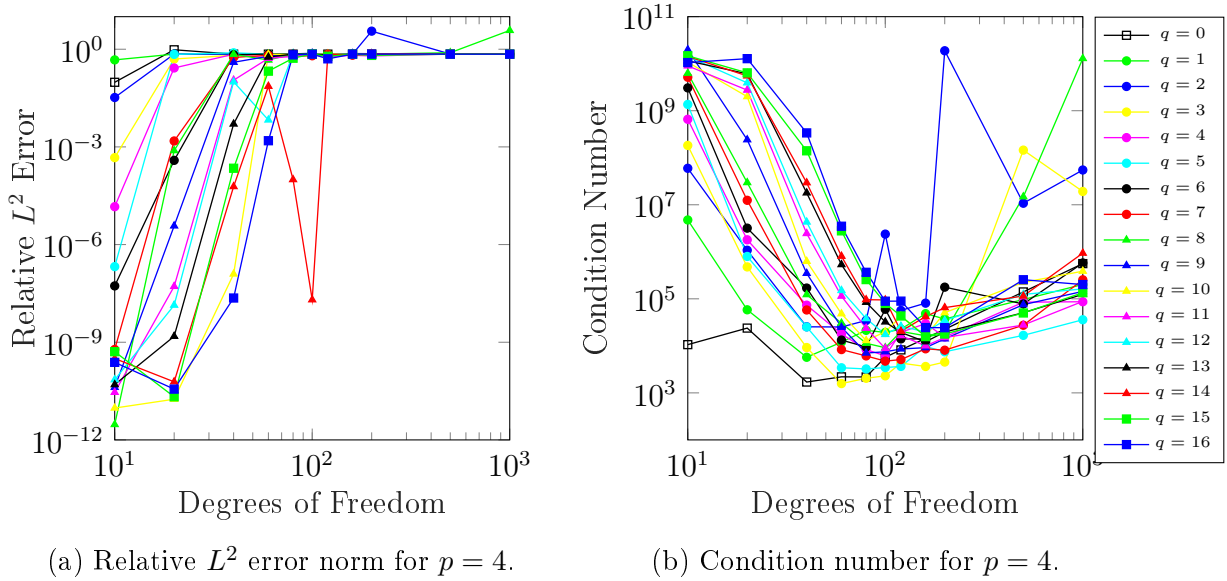 10^0
10^{-3}
10^{-6}
10^{-9}
10^{-12}
Relative L^2 Error
10^1
10^2
10^3
Degrees of Freedom
(a) Relative L^2 error norm for p = 4.
10^{11}
10^9
10^7
10^5
10^3
Condition Number
10^1
10^2
10^3
Degrees of Freedom
(b) Condition number for p = 4.
q = 0
q = 1
q = 2
q = 3
q = 4
q = 5
q = 6
q = 7
q = 8
q = 9
q = 10
q = 11
q = 12
q = 13
q = 14
q = 15
q = 16